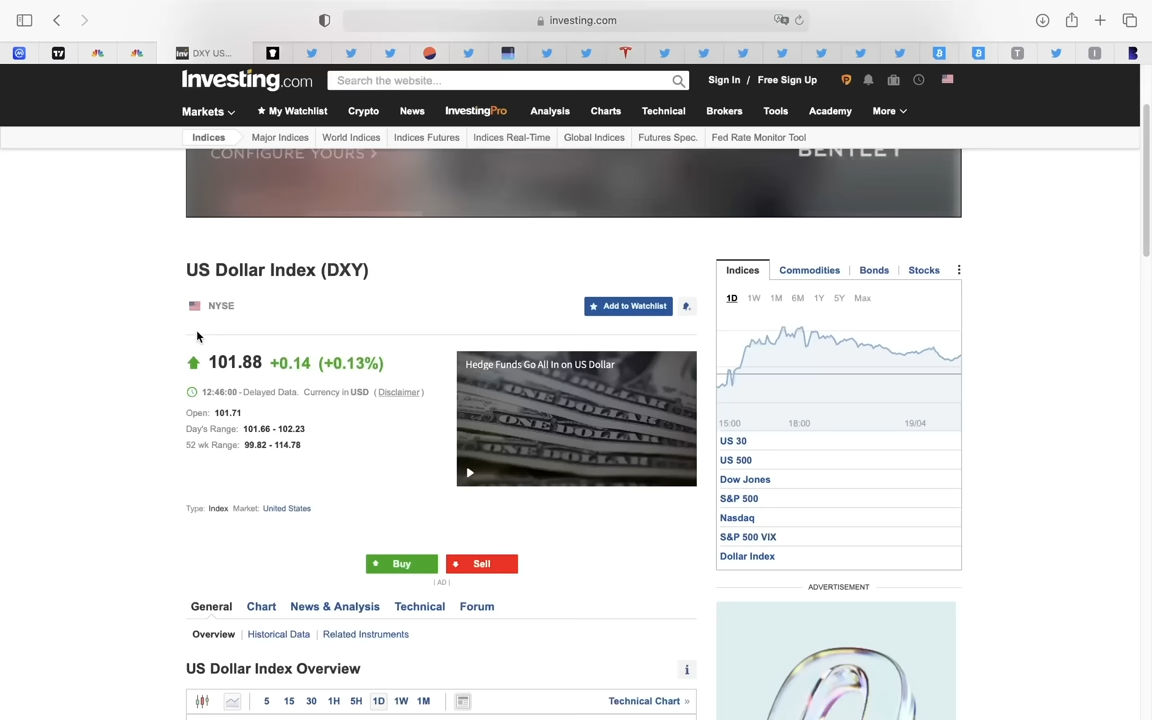 investing.com
Inv DXY US...
Investing.com
Search the website...
Sign In / Free Sign Up
Markets
My Watchlist
Crypto
News
InvestingPro
Analysis
Charts
Technical
Brokers
Tools
Academy
More
Indices
Major Indices
World Indices
Indices Futures
Indices Real-Time
Global Indices
Futures Spec.
Fed Rate Monitor Tool
CONFIGURE YOURS >
BENTLEY
US Dollar Index (DXY)
NYSE
Add to Watchlist
101.88 +0.14 (+0.13%)
12:46:00 - Delayed Data. Currency in USD ( Disclaimer )
Open: 101.71
Day's Range: 101.66 - 102.23
52 wk Range: 99.82 - 114.78
Hedge Funds Go All In on US Dollar
ONE DOLLAR
Type: Index Market: United States
Buy
Sell
| AD |
General
Chart
News & Analysis
Technical
Forum
Overview
Historical Data
Related Instruments
US Dollar Index Overview
5
15
30
1H
5H
1D
1W
1M
Technical Chart »
Indices
Commodities
Bonds
Stocks
1D
1W
1M
6M
1Y
5Y
Max
15:00
18:00
19/04
US 30
US 500
Dow Jones
S&P 500
Nasdaq
S&P 500 VIX
Dollar Index
ADVERTISEMENT